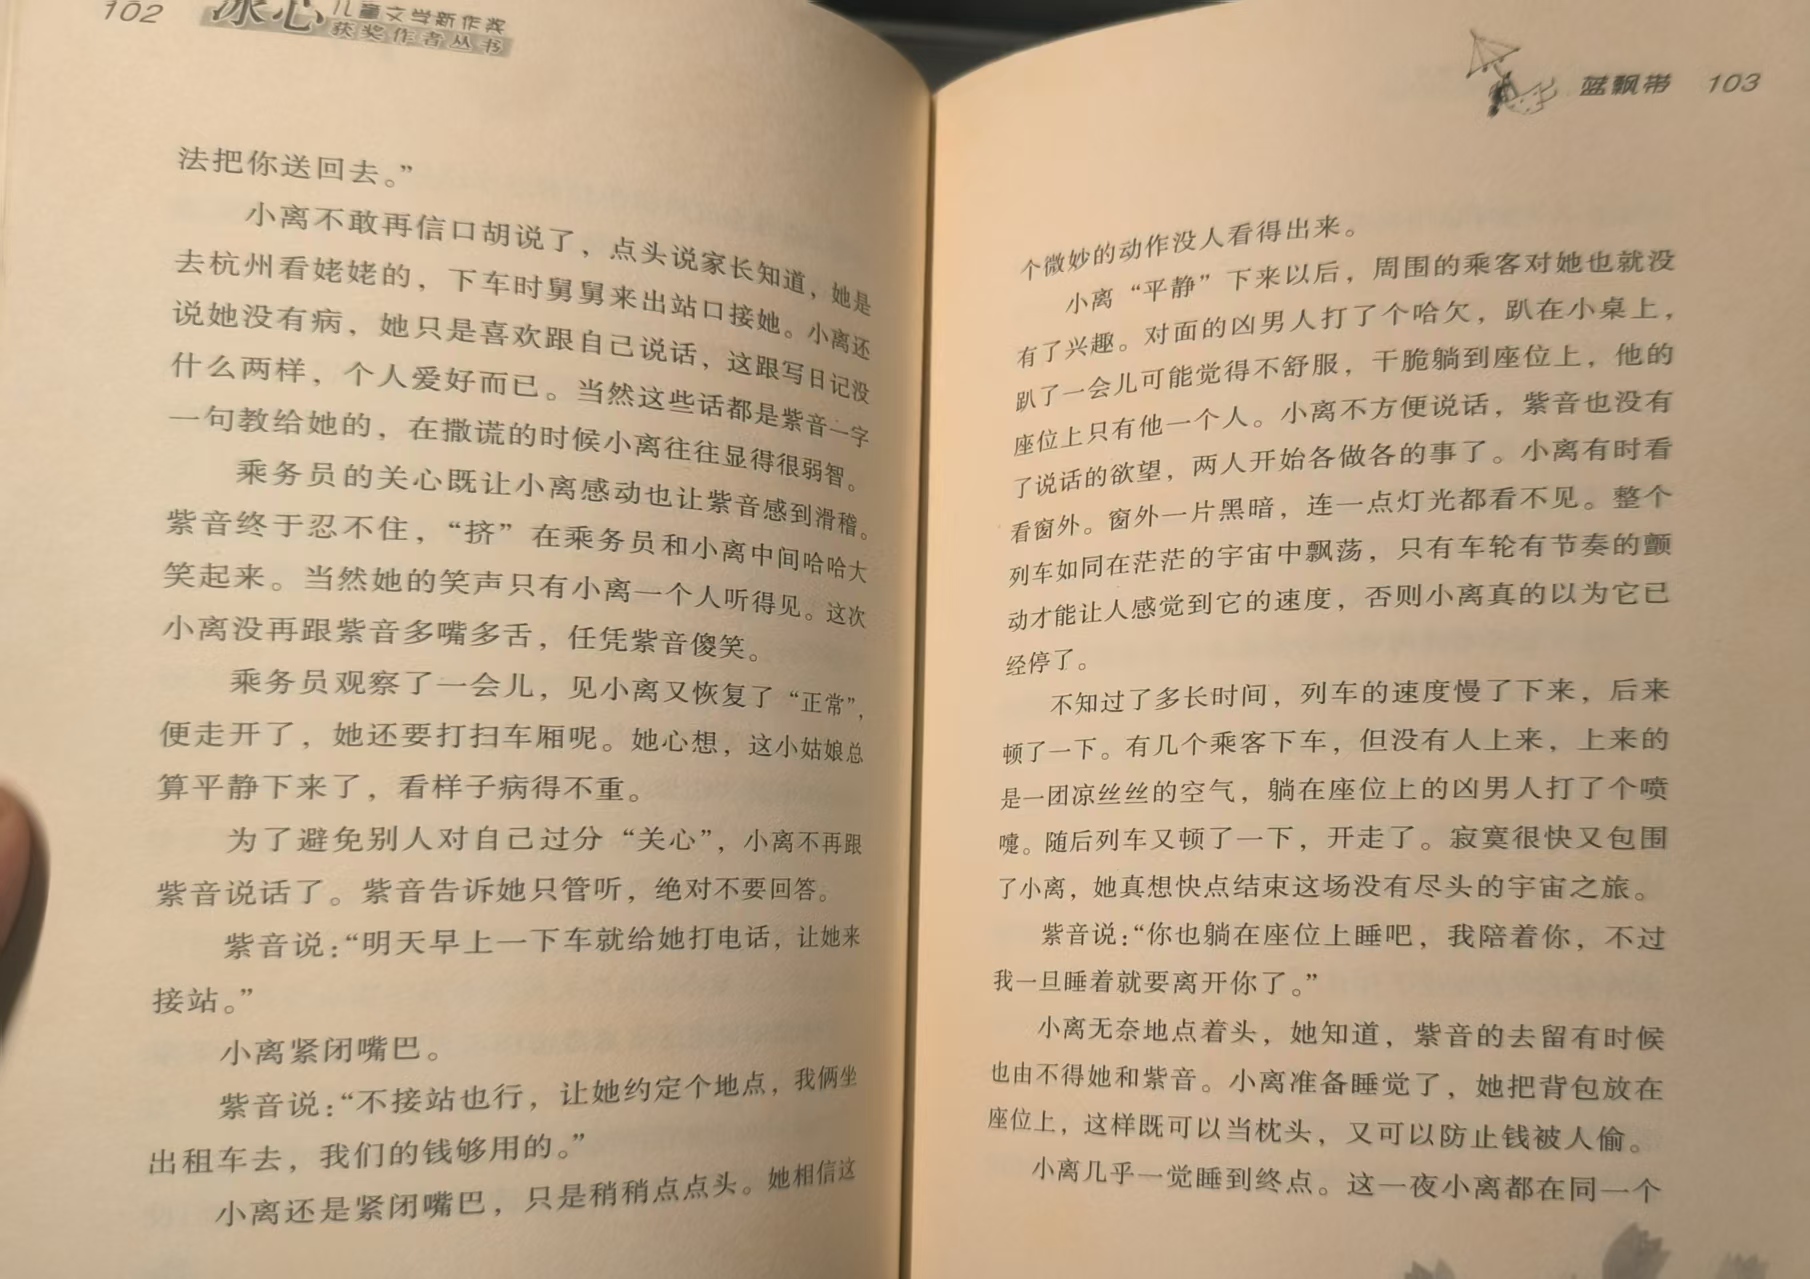 102
冰心 儿童文学新作奖
获奖作者丛书
法把你送回去。”
小离不敢再信口胡说了，点头说家长知道，她是
去杭州看姥姥的，下车时舅舅来出站口接她。小离还
说她没有病，她只是喜欢跟自己说话，这跟写日记没
什么两样，个人爱好而已。当然这些话都是紫音一字
一句教给她的，在撒谎的时候小离往往显得很弱智。
乘务员的关心既让小离感动也让紫音感到滑稽。
紫音终于忍不住，“挤”在乘务员和小离中间哈哈大
笑起来。当然她的笑声只有小离一个人听得见。这次
小离没再跟紫音多嘴多舌，任凭紫音傻笑。
乘务员观察了一会儿，见小离又恢复了“正常”，
便走开了，她还要打扫车厢呢。她心想，这小姑娘总
算平静下来了，看样子病得不重。
为了避免别人对自己过分“关心”，小离不再跟
紫音说话了。紫音告诉她只管听，绝对不要回答。
紫音说：“明天早上一下车就给她打电话，让她来
接站。”
小离紧闭嘴巴。
紫音说：“不接站也行，让她约定个地点，我俩坐
出租车去，我们的钱够用的。”
小离还是紧闭嘴巴，只是稍稍点点头。她相信这
蓝飘带 103
个微妙的动作没人看得出来。
小离“平静”下来以后，周围的乘客对她也就没
有了兴趣。对面的凶男人打了个哈欠，趴在小桌上，
趴了一会儿可能觉得不舒服，干脆躺到座位上，他的
座位上只有他一个人。小离不方便说话，紫音也没有
了说话的欲望，两人开始各做各的事了。小离有时看
看窗外。窗外一片黑暗，连一点灯光都看不见。整个
列车如同在茫茫的宇宙中飘荡，只有车轮有节奏的颤
动才能让人感觉到它的速度，否则小离真的以为它已
经停了。
不知过了多长时间，列车的速度慢了下来，后来
顿了一下。有几个乘客下车，但没有人上来，上来的
是一团凉丝丝的空气，躺在座位上的凶男人打了个喷
嚏。随后列车又顿了一下，开走了。寂寞很快又包围
了小离，她真想快点结束这场没有尽头的宇宙之旅。
紫音说：“你也躺在座位上睡吧，我陪着你，不过
我一旦睡着就要离开你了。”
小离无奈地点着头，她知道，紫音的去留有时候
也由不得她和紫音。小离准备睡觉了，她把背包放在
座位上，这样既可以当枕头，又可以防止钱被人偷。
小离几乎一觉睡到终点。这一夜小离都在同一个